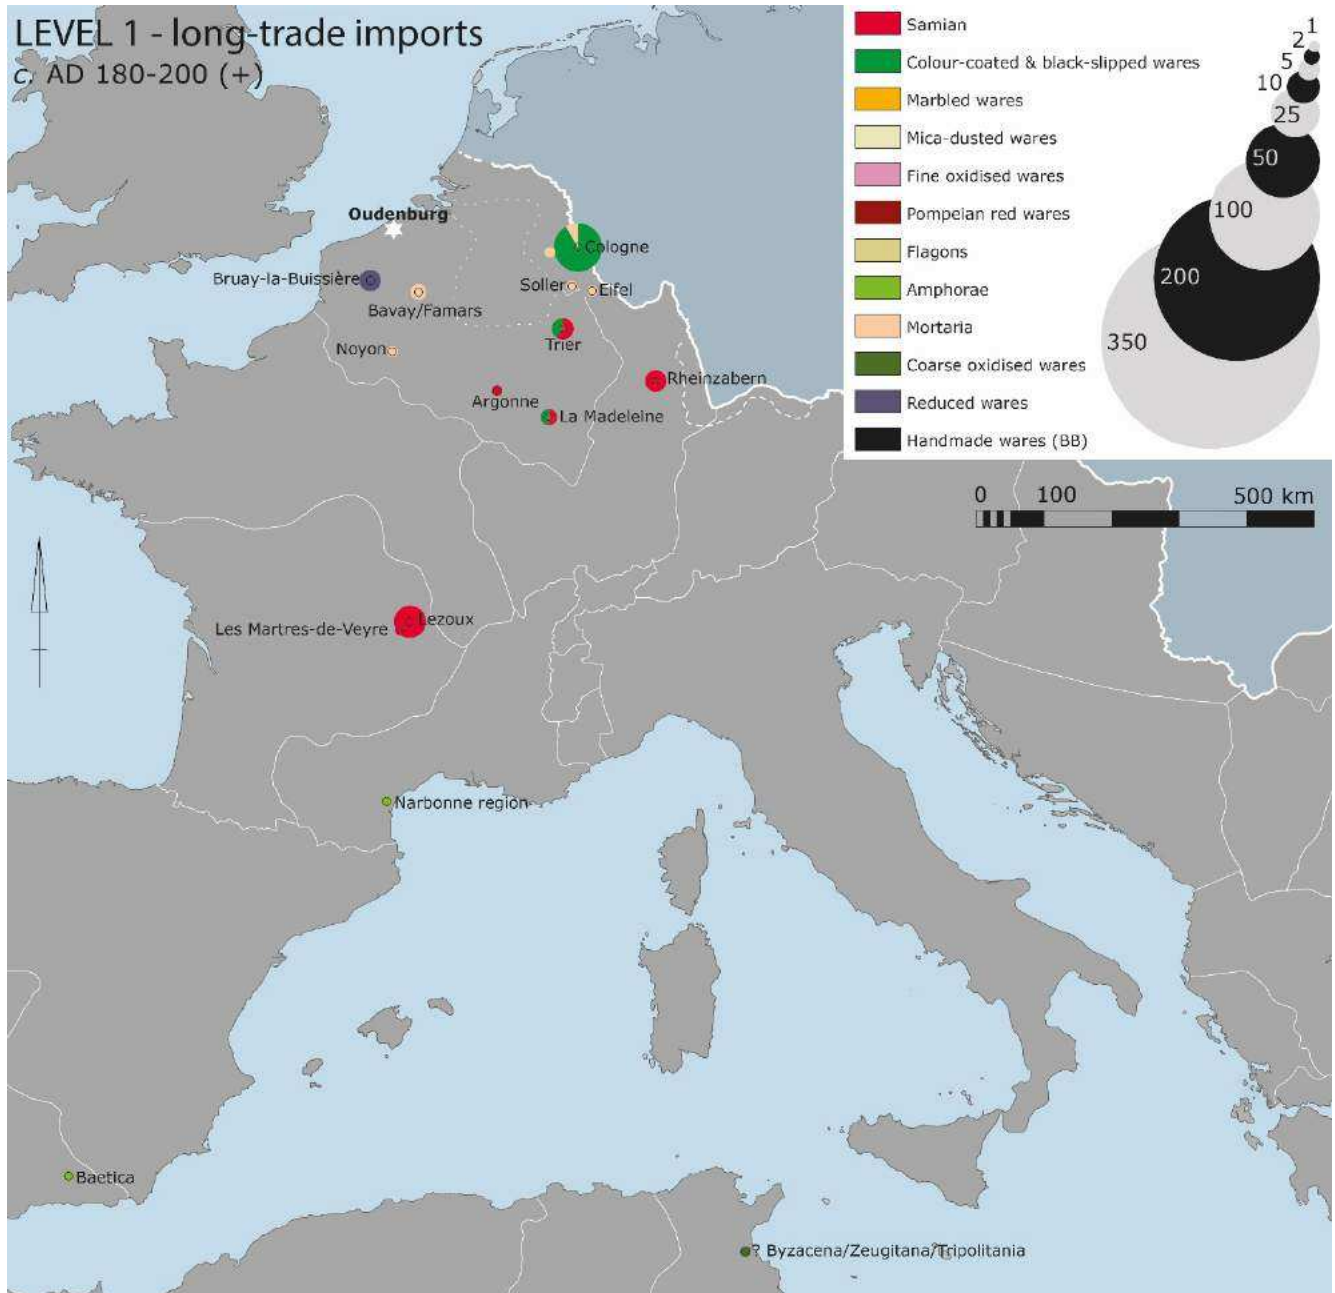 LEVEL 1 - long-trade imports
c. AD 180-200 (+)
Samian
Colour-coated & black-slipped wares
Marbled wares
Mica-dusted wares
Fine oxidised wares
Pompeian red wares
Flagons
Amphorae
Mortaria
Coarse oxidised wares
Reduced wares
Handmade wares (BB)
1
2
5
10
25
50
100
200
350
0 100 500 km
Oudenburg
Cologne
Bruay-la-Buissière
Soller
Eifel
Bavay/Famars
Trier
Noyon
Rheinzabern
Argonne
La Madeleine
Lezoux
Les Martres-de-Veyre
Narbonne region
Baetica
? Byzacena/Zeugitana/Tripolitania